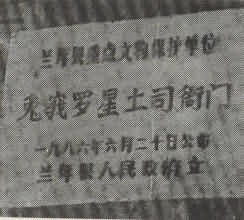 兰坪县重点文物保护单位
兔峨罗星土司衙门
一九八六年六月二十日公布
兰坪县人民政府立